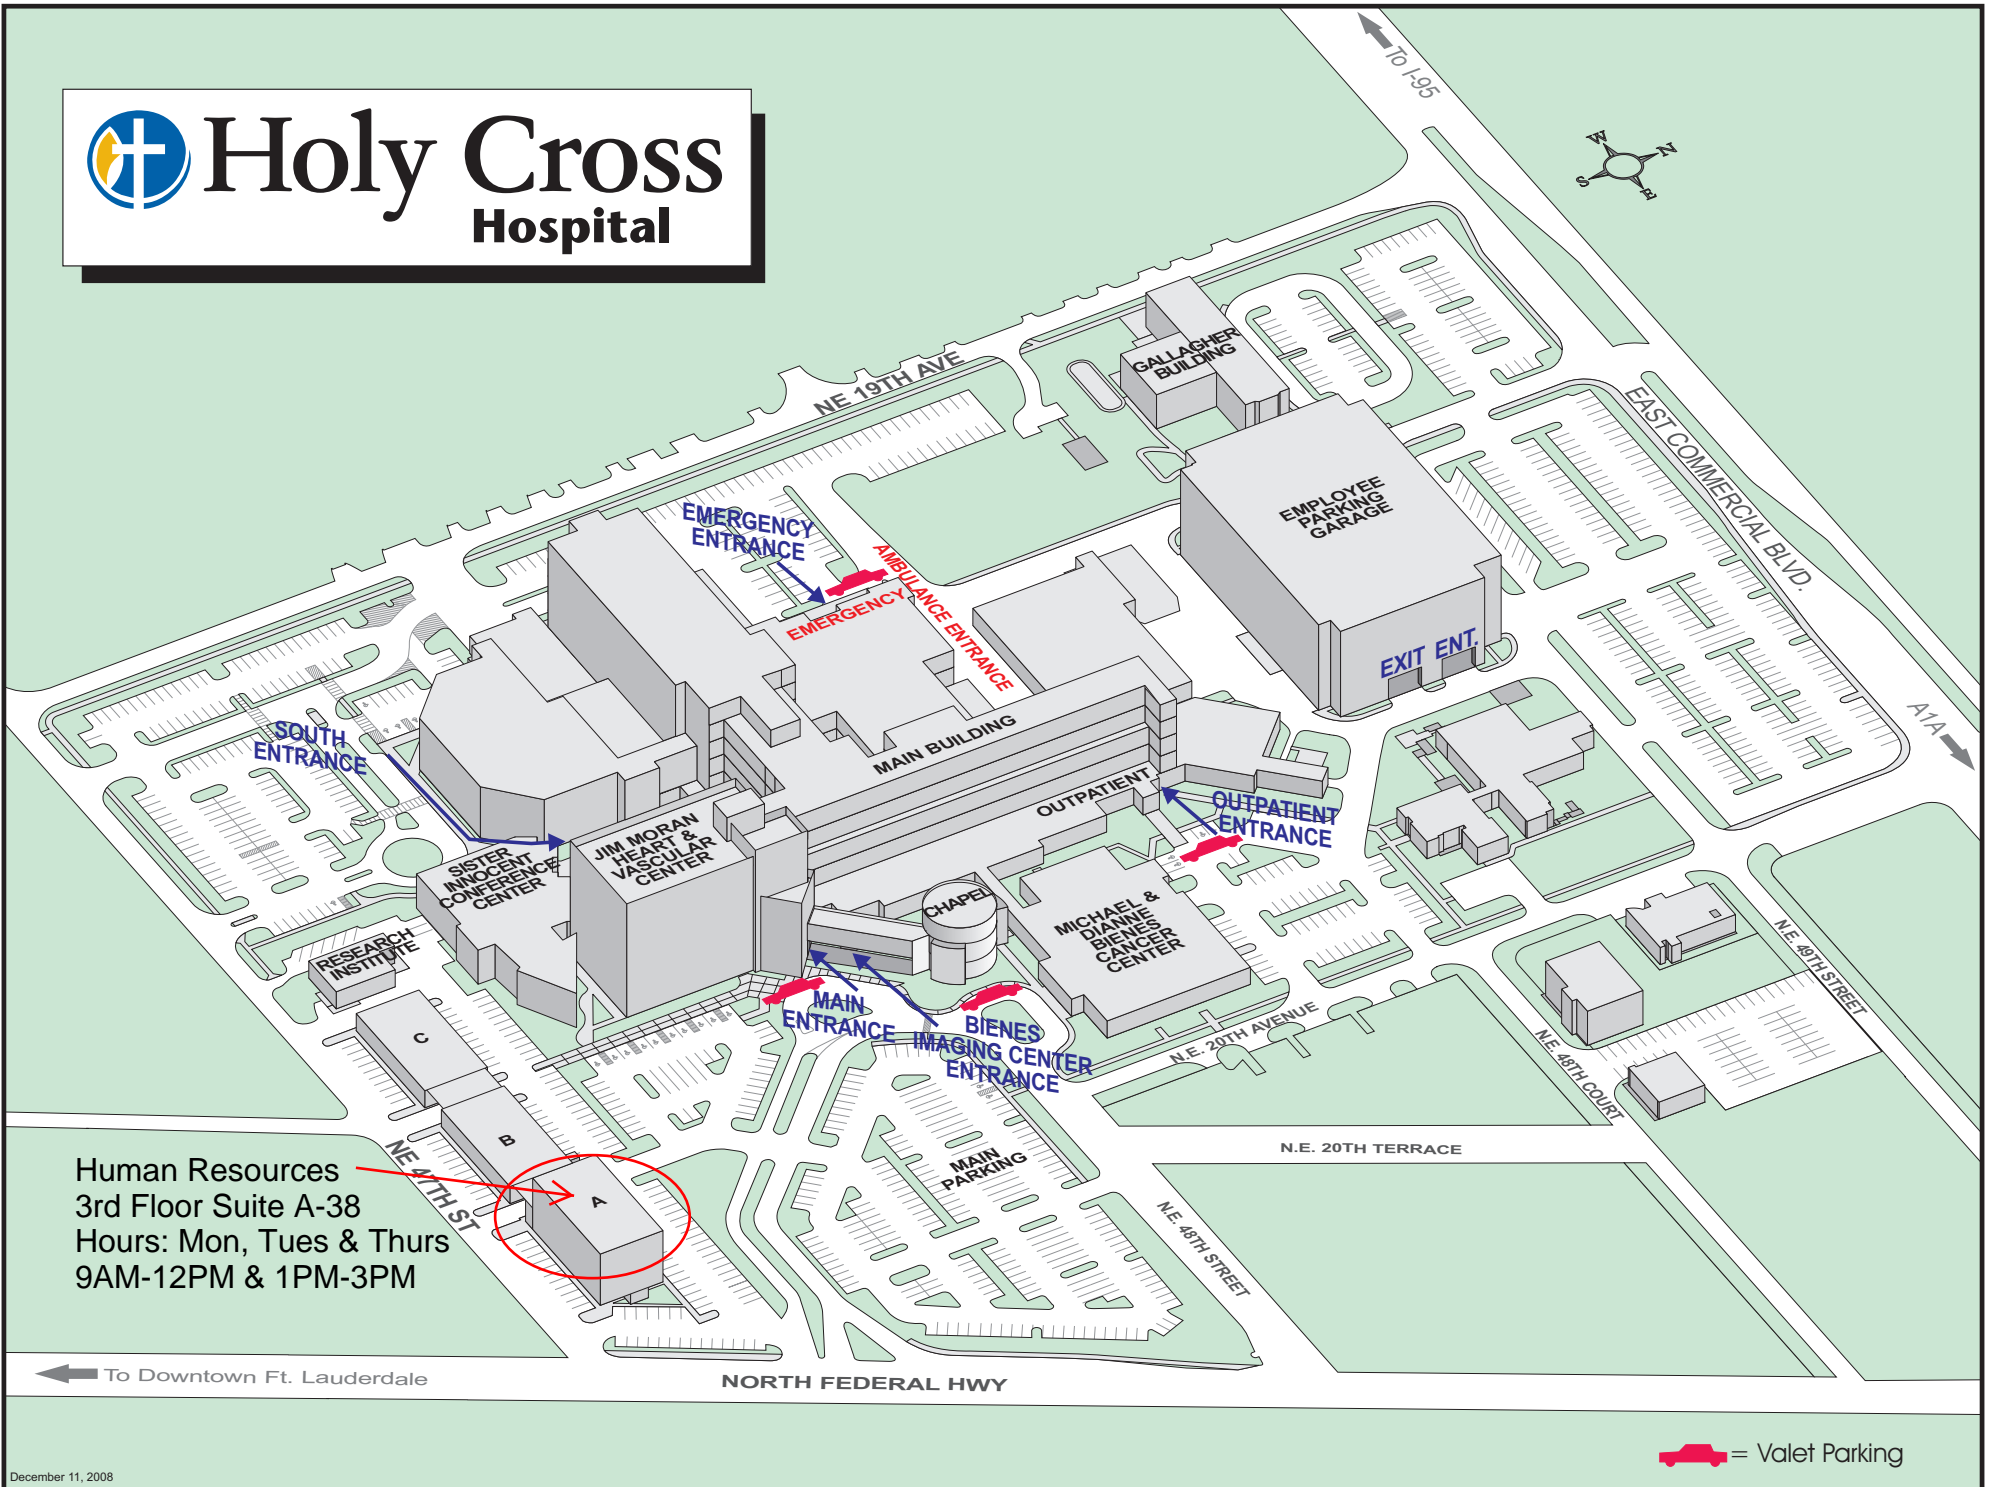 Holy Cross
Hospital
To I-95
W
N
S
E
NE 19TH AVE
GALLAGHER
BUILDING
EAST COMMERCIAL BLVD.
EMPLOYEE
PARKING
GARAGE
EXIT ENT.
A1A
EMERGENCY
ENTRANCE
AMBULANCE ENTRANCE
EMERGENCY
SOUTH
ENTRANCE
MAIN BUILDING
OUTPATIENT
OUTPATIENT
ENTRANCE
JIM MORAN
HEART &
VASCULAR
CENTER
SISTER
INNOCENT
CONFERENCE
CENTER
CHAPEL
MICHAEL &
DIANNE
BIENES
CANCER
CENTER
RESEARCH
INSTITUTE
MAIN
ENTRANCE
BIENES
IMAGING CENTER
ENTRANCE
N.E. 20TH AVENUE
N.E. 49TH STREET
N.E. 48TH COURT
C
B
A
NE 47TH ST
N.E. 20TH TERRACE
MAIN
PARKING
N.E. 48TH STREET
Human Resources
3rd Floor Suite A-38
Hours: Mon, Tues & Thurs
9AM-12PM & 1PM-3PM
To Downtown Ft. Lauderdale
NORTH FEDERAL HWY
= Valet Parking
December 11, 2008